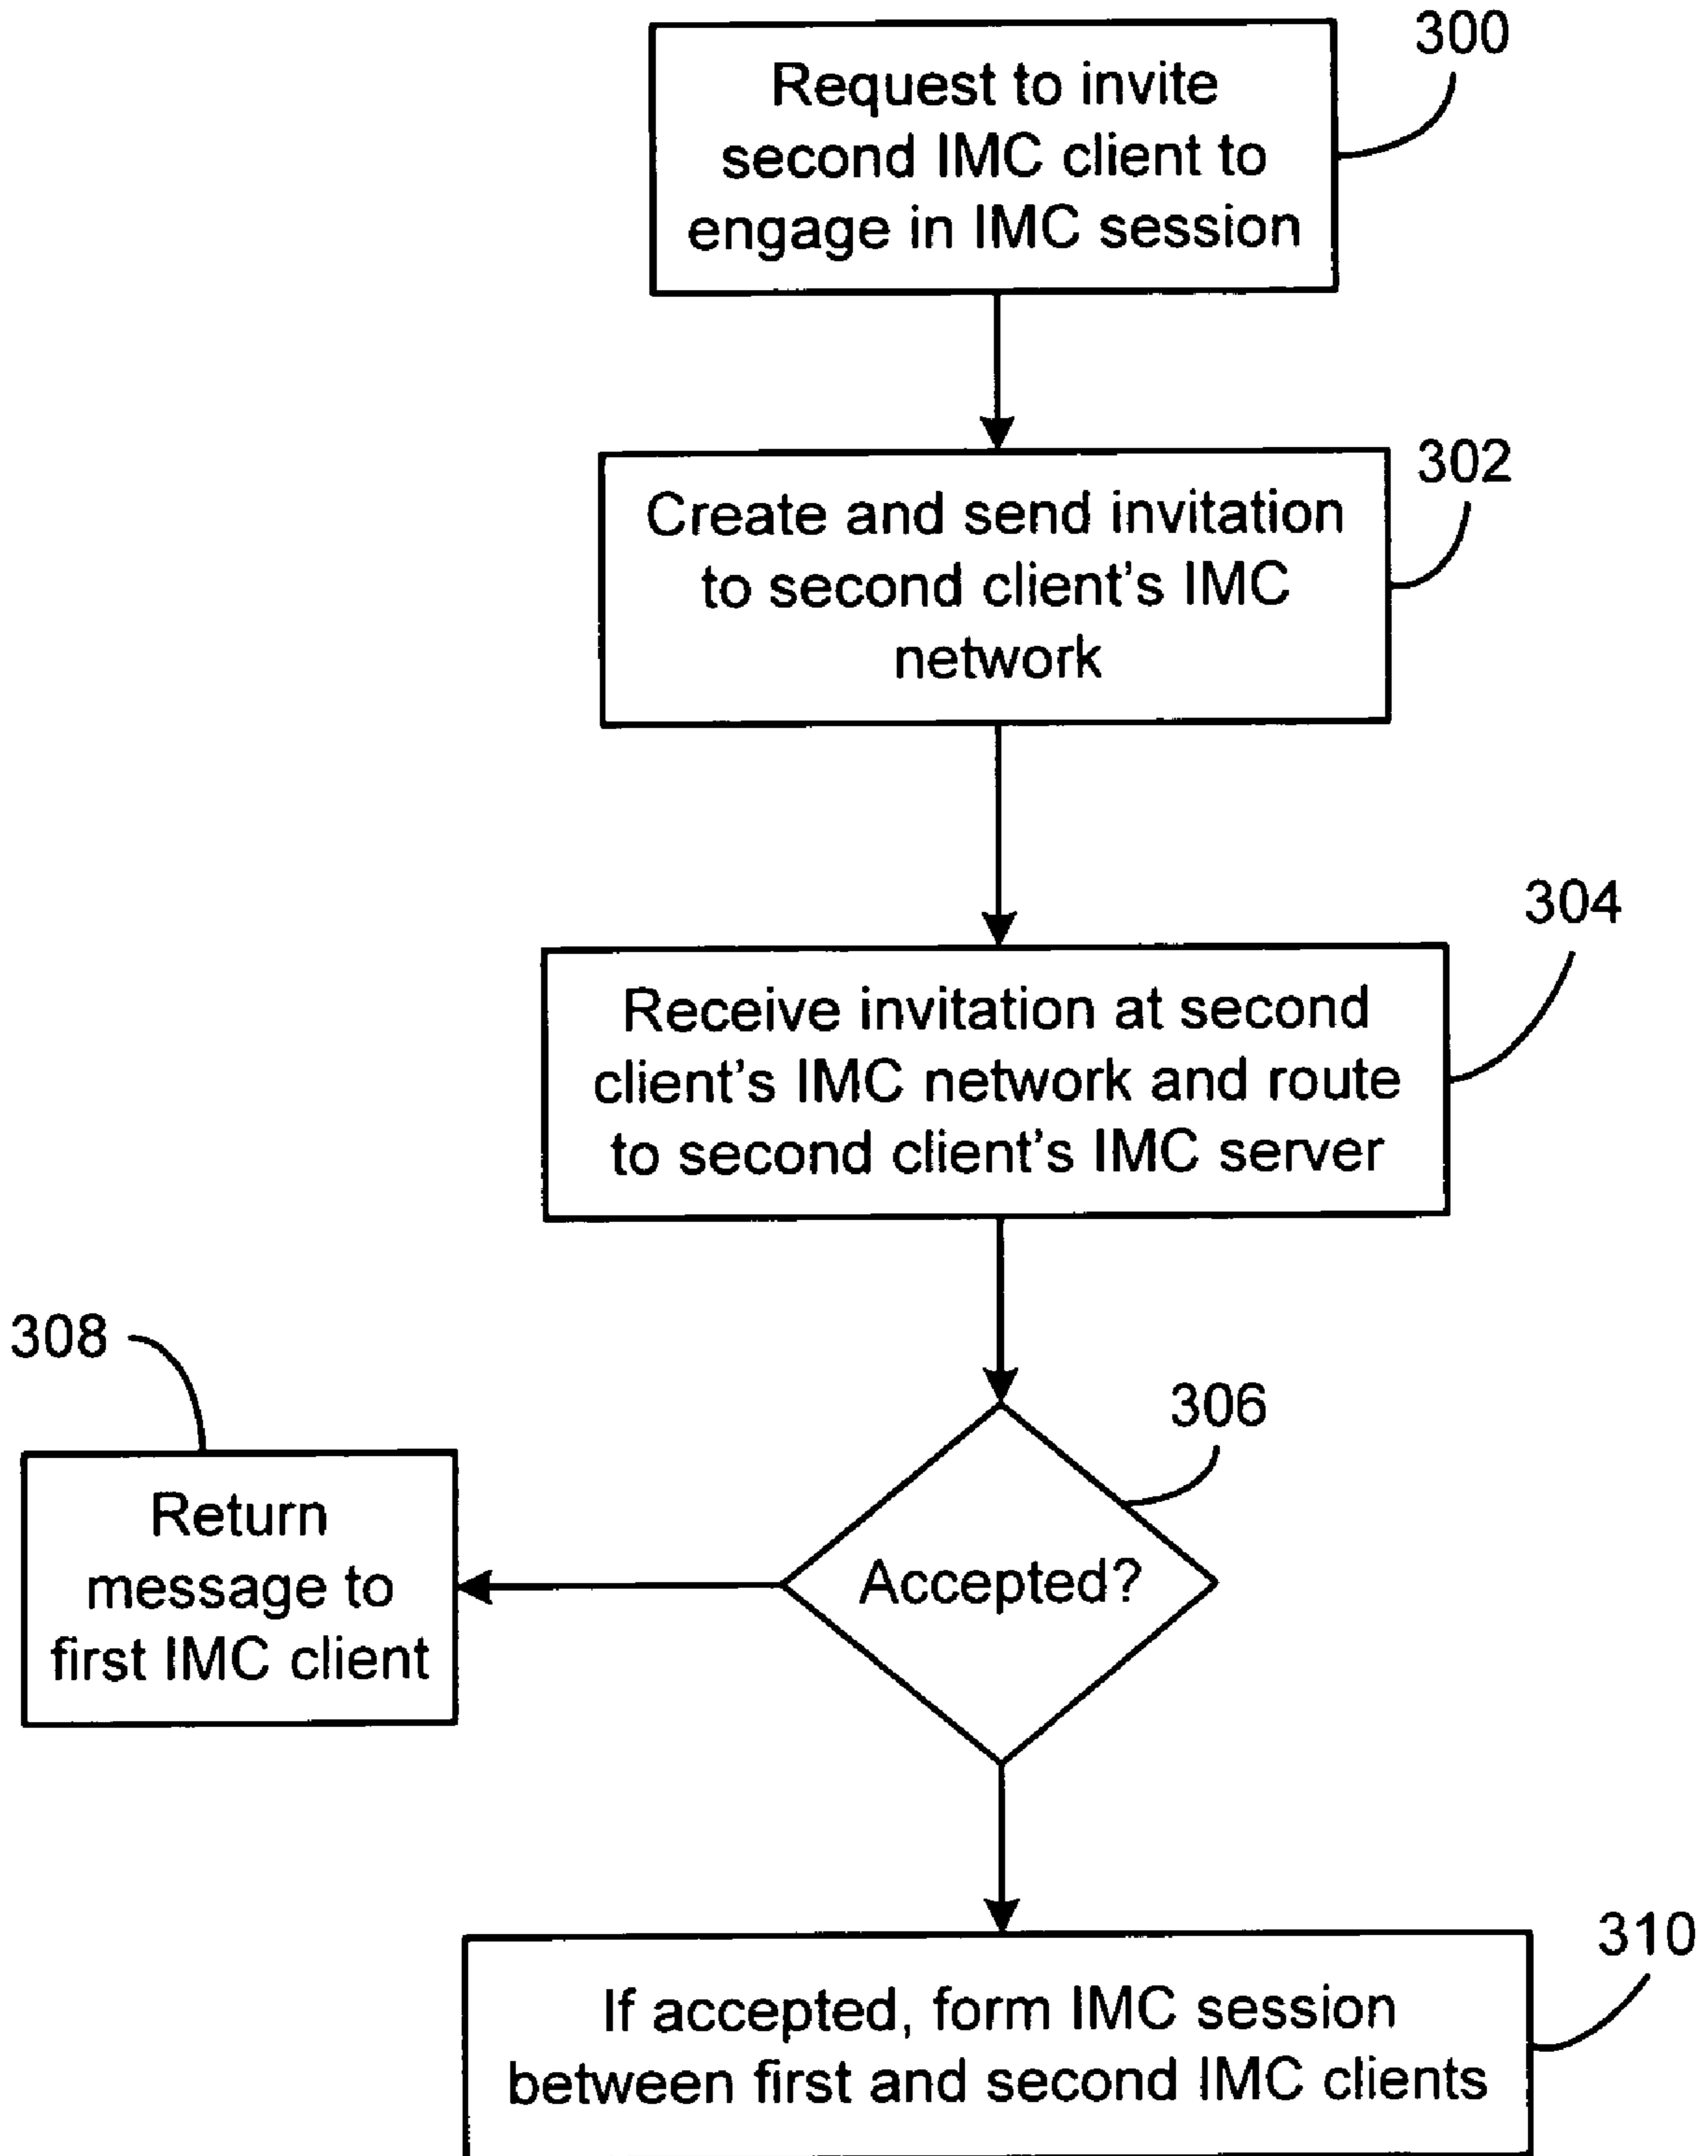 300
Request to invite
second IMC client to
engage in IMC session
302
Create and send invitation
to second client's IMC
network
304
Receive invitation at second
client's IMC network and route
to second client's IMC server
308
306
Return
message to
first IMC client
Accepted?
310
If accepted, form IMC session
between first and second IMC clients